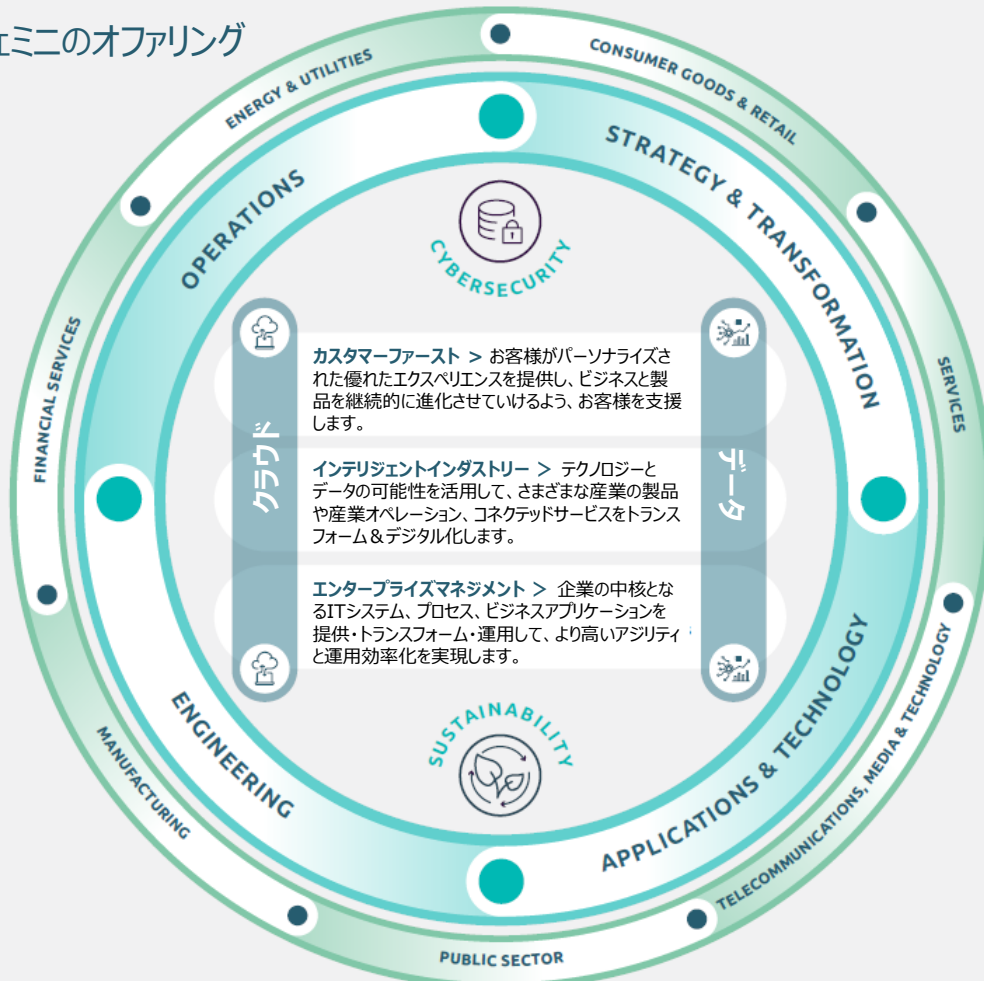 ェミニのオファリング
ENERGY & UTILITIES
CONSUMER GOODS & RETAIL
SERVICES
TELECOMMUNICATIONS, MEDIA & TECHNOLOGY
PUBLIC SECTOR
MANUFACTURING
FINANCIAL SERVICES
OPERATIONS
STRATEGY & TRANSFORMATION
APPLICATIONS & TECHNOLOGY
ENGINEERING
CYBERSECURITY
クラウド
カスタマーファースト > お客様がパーソナライズさ
れた優れたエクスペリエンスを提供し、ビジネスと製
品を継続的に進化させていけるよう、お客様を支援
します。
インテリジェントインダストリー > テクノロジーと
データの可能性を活用して、さまざまな産業の製品
や産業オペレーション、コネクテッドサービスをトランス
フォーム＆デジタル化します。
エンタープライズマネジメント > 企業の中核とな
るITシステム、プロセス、ビジネスアプリケーションを
提供・トランスフォーム・運用して、より高いアジリティ
と運用効率化を実現します。
データ
SUSTAINABILITY